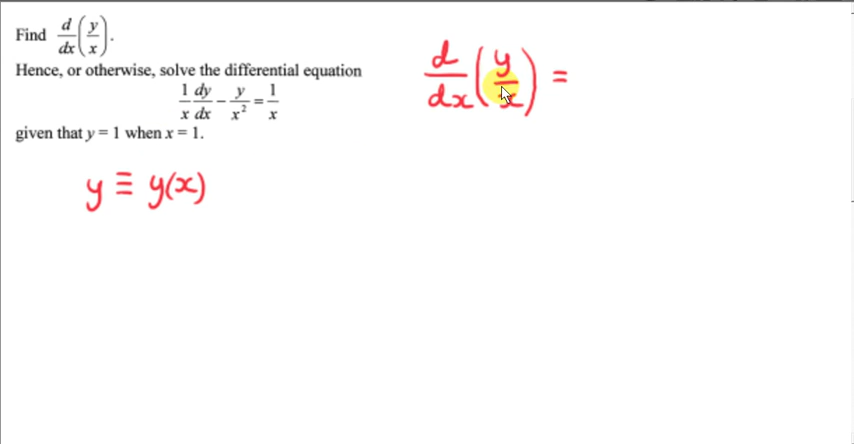 Find d/dx (y/x).
Hence, or otherwise, solve the differential equation
1/x dy/dx − y/x² = 1/x
given that y = 1 when x = 1.
d/dx (y/x) =
y ≡ y(x)